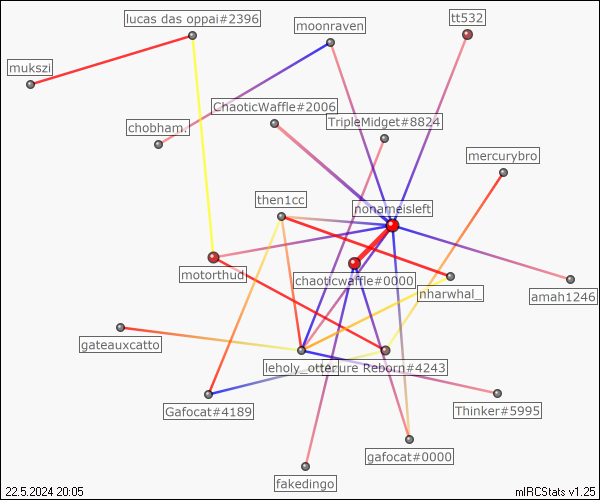 lucas das oppai#2396
moonraven
tt532
mukszi
ChaoticWaffle#2006
TripleMidget#8824
chobham.
mercurybro
then1cc
nonameisleft
motorthud
chaoticwaffle#0000
nharwhal_
amah1246
gateauxcatto
leholy_otter
ure Reborn#4243
Gafocat#4189
Thinker#5995
gafocat#0000
fakedingo
22.5.2024 20:05
mIRCStats v1.25